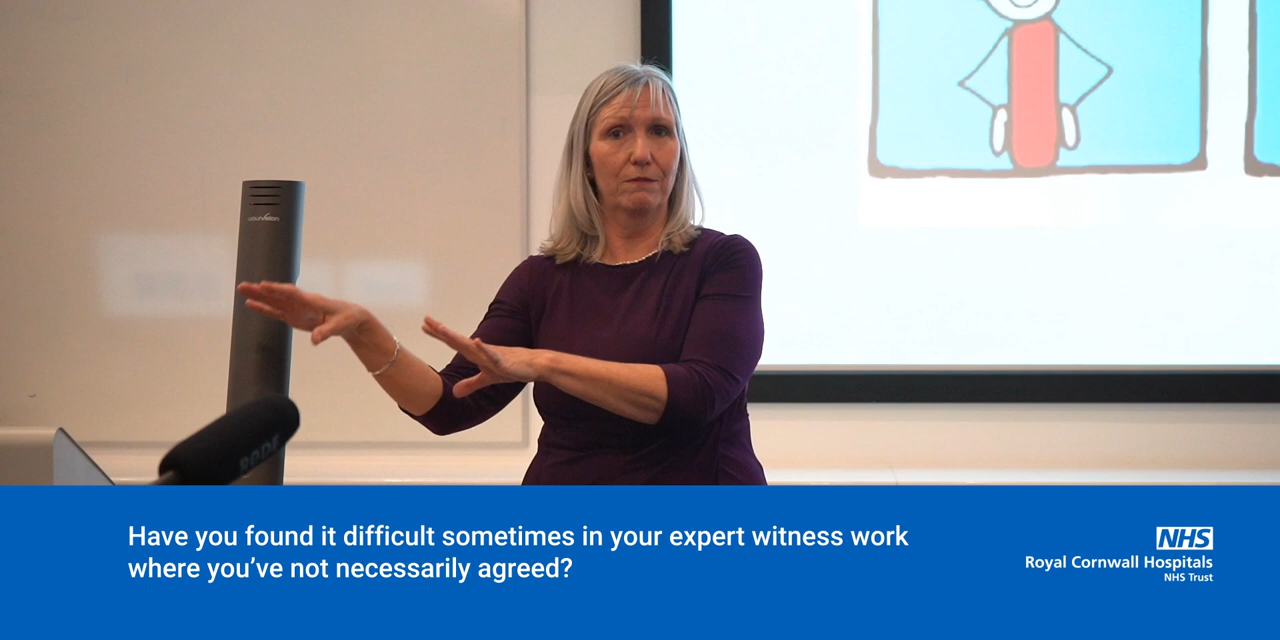 RODE
Have you found it difficult sometimes in your expert witness work
where you’ve not necessarily agreed?
NHS
Royal Cornwall Hospitals
NHS Trust